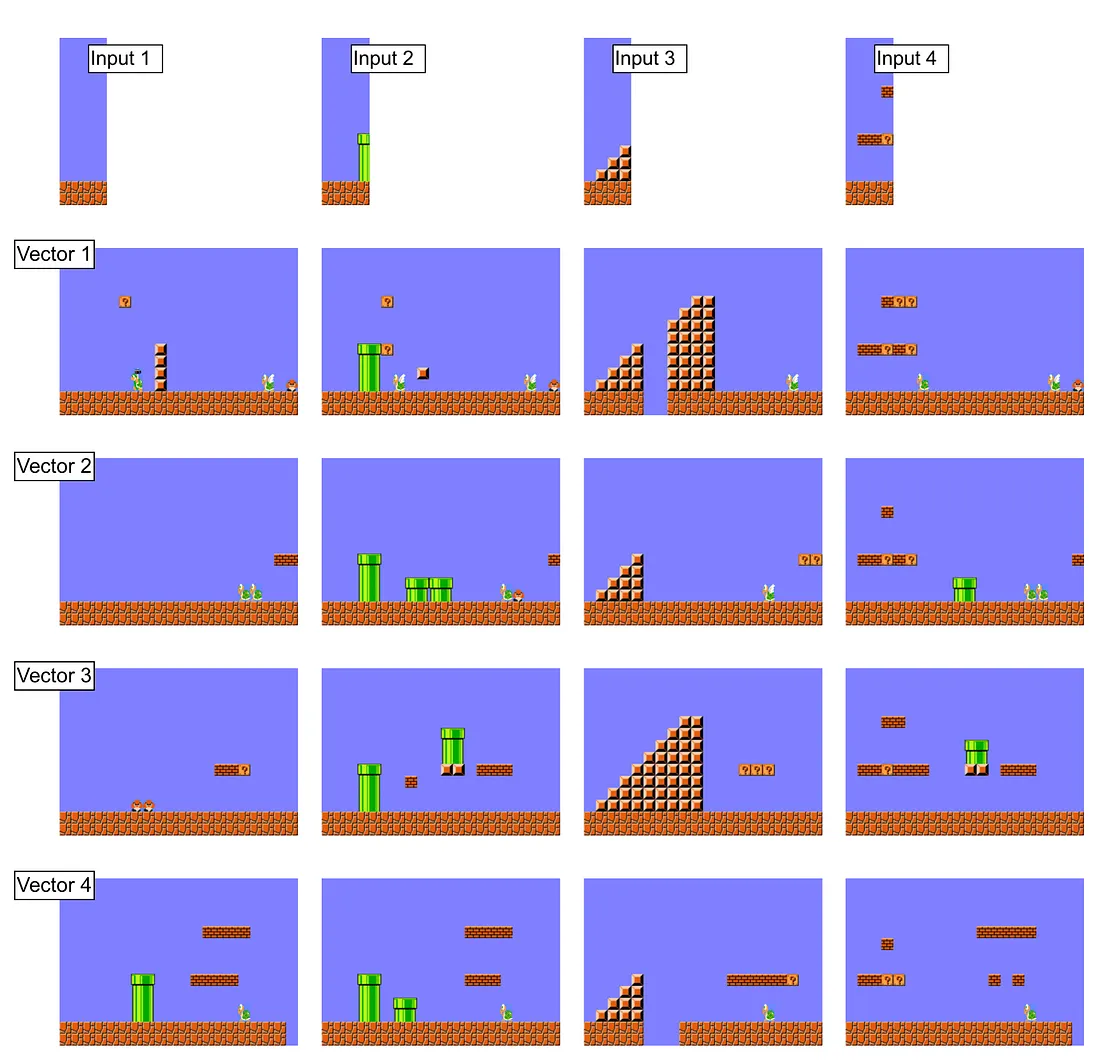 Input 1
Input 2
Input 3
Input 4
Vector 1
Vector 2
Vector 3
Vector 4